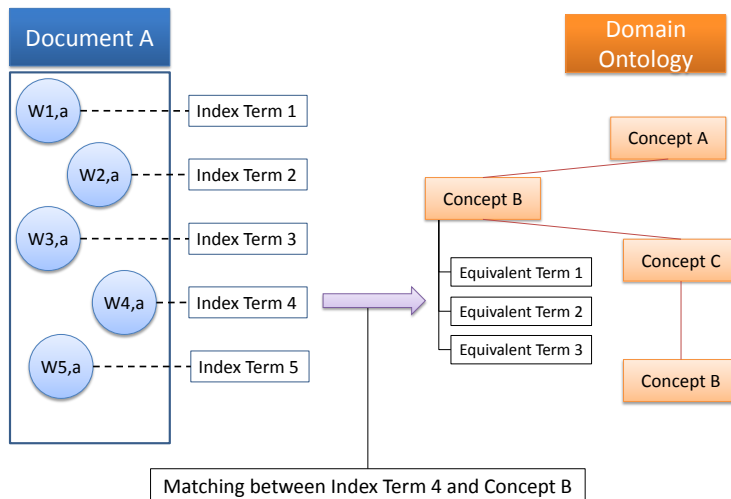 Document A
Domain
Ontology
W1,a
Index Term 1
Concept A
W2,a
Index Term 2
Concept B
W3,a
Index Term 3
Concept C
Equivalent Term 1
W4,a
Index Term 4
Equivalent Term 2
Equivalent Term 3
W5,a
Index Term 5
Concept B
Matching between Index Term 4 and Concept B